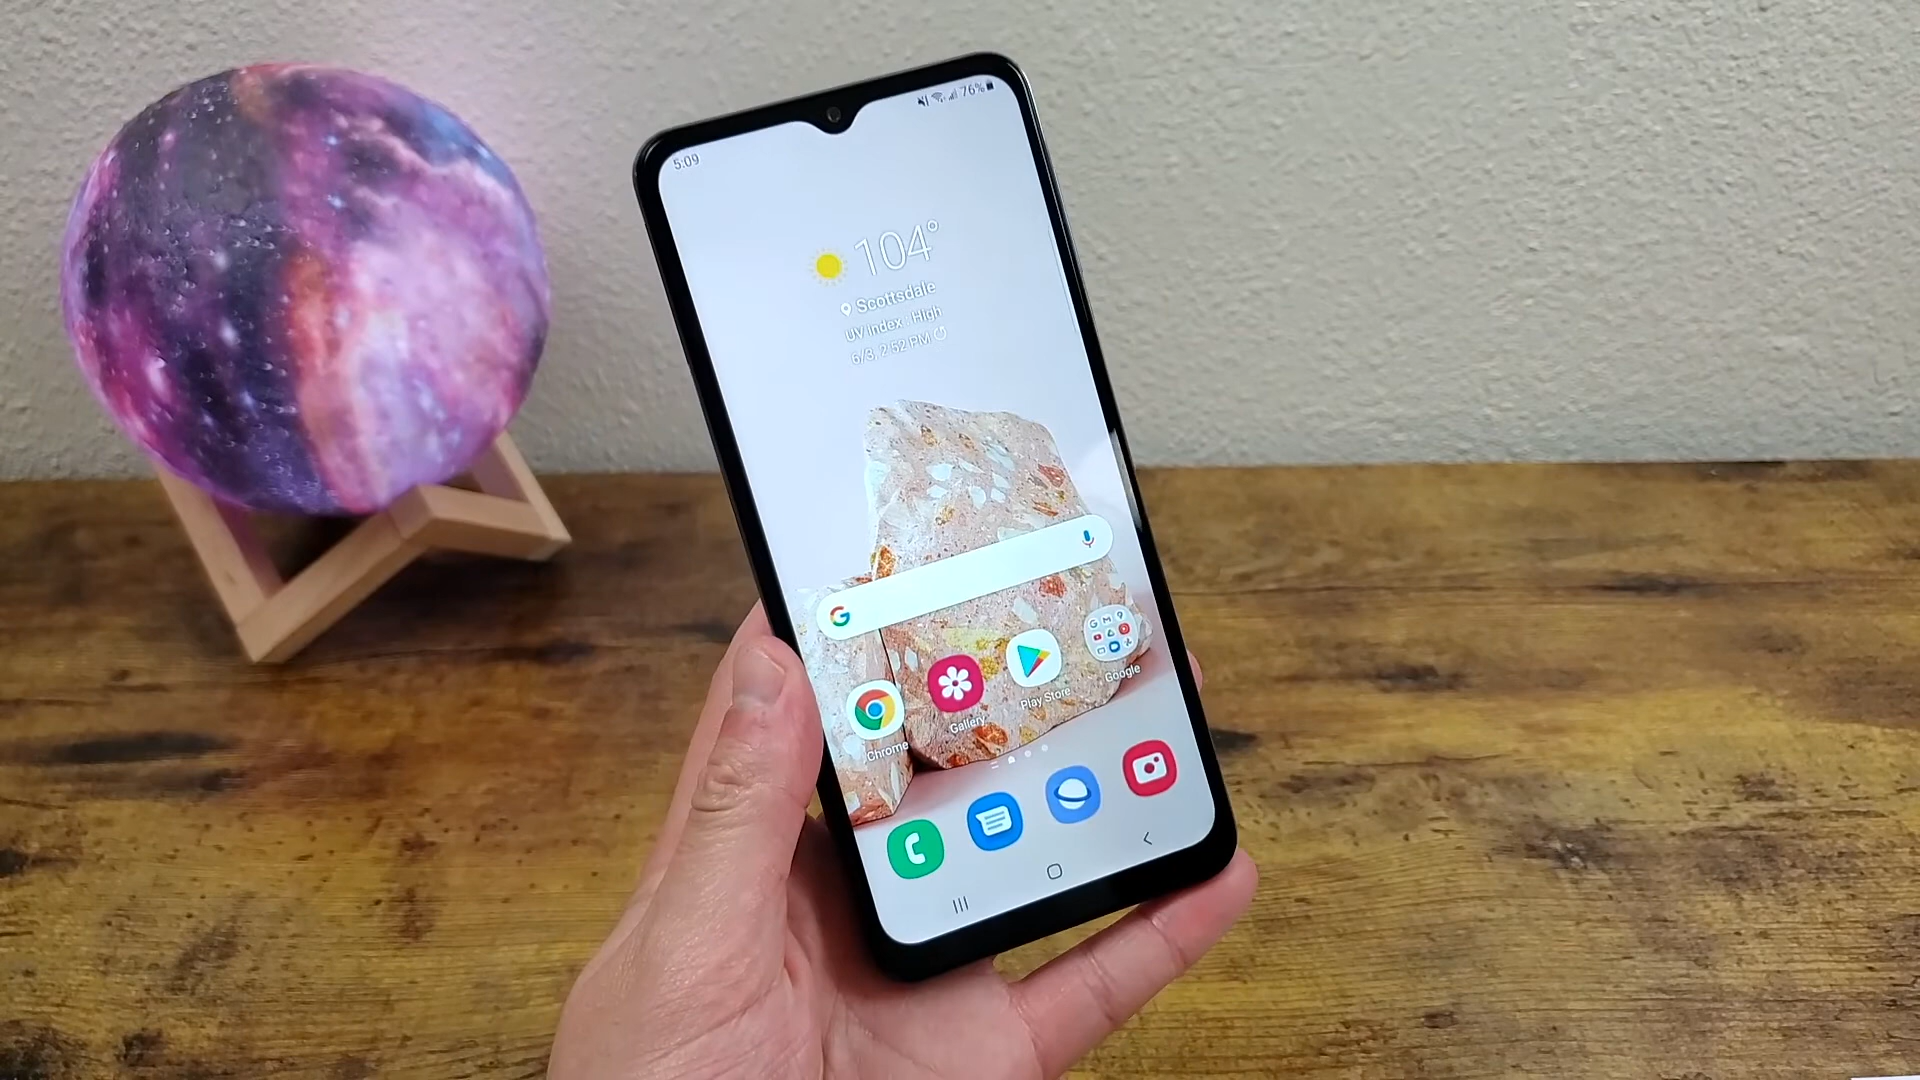 76%
5:09
104°
Scottsdale
UV Index : High
6/3, 2:52 PM
G
Chrome
Gallery
Play Store
Google